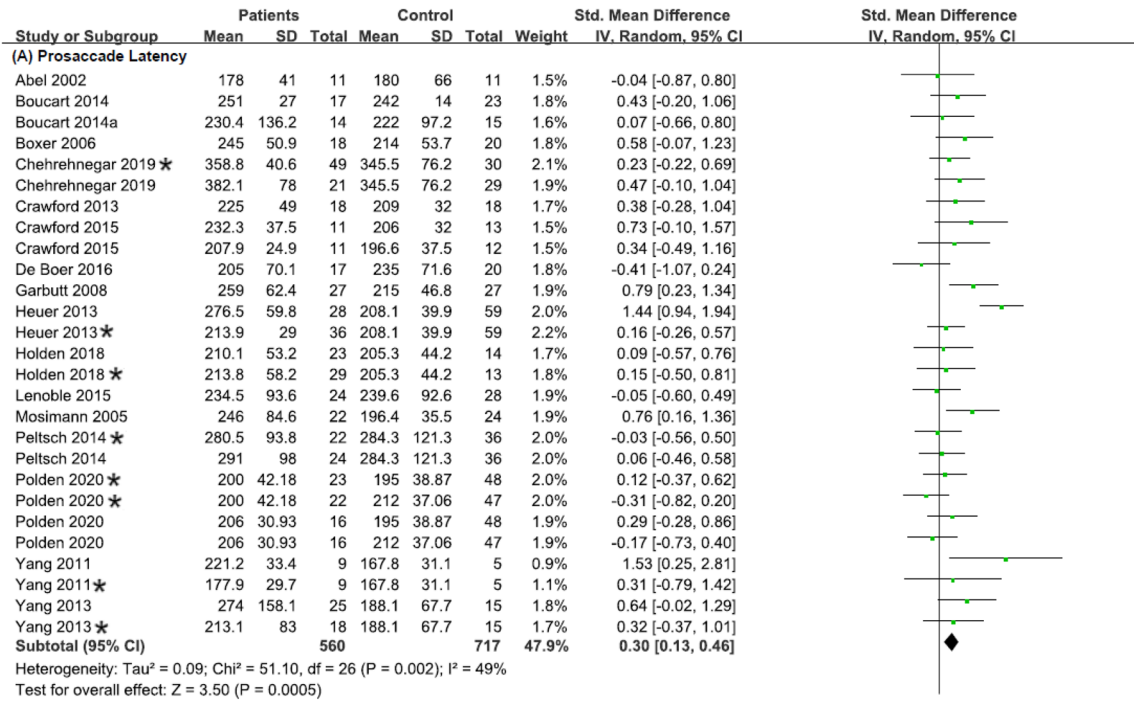 Patients Control Std. Mean Difference Std. Mean Difference
Study or Subgroup Mean SD Total Mean SD Total Weight IV, Random, 95% CI IV, Random, 95% CI
(A) Prosaccade Latency
Abel 2002 178 41 11 180 66 11 1.5% -0.04 [-0.87, 0.80]
Boucart 2014 251 27 17 242 14 23 1.8% 0.43 [-0.20, 1.06]
Boucart 2014a 230.4 136.2 14 222 97.2 15 1.6% 0.07 [-0.66, 0.80]
Boxer 2006 245 50.9 18 214 53.7 20 1.8% 0.58 [-0.07, 1.23]
Chehrehnegar 2019* 358.8 40.6 49 345.5 76.2 30 2.1% 0.23 [-0.22, 0.69]
Chehrehnegar 2019 382.1 78 21 345.5 76.2 29 1.9% 0.47 [-0.10, 1.04]
Crawford 2013 225 49 18 209 32 18 1.7% 0.38 [-0.28, 1.04]
Crawford 2015 232.3 37.5 11 206 32 13 1.5% 0.73 [-0.10, 1.57]
Crawford 2015 207.9 24.9 11 196.6 37.5 12 1.5% 0.34 [-0.49, 1.16]
De Boer 2016 205 70.1 17 235 71.6 20 1.8% -0.41 [-1.07, 0.24]
Garbutt 2008 259 62.4 27 215 46.8 27 1.9% 0.79 [0.23, 1.34]
Heuer 2013 276.5 59.8 28 208.1 39.9 59 2.0% 1.44 [0.94, 1.94]
Heuer 2013* 213.9 29 36 208.1 39.9 59 2.2% 0.16 [-0.26, 0.57]
Holden 2018 210.1 53.2 23 205.3 44.2 14 1.7% 0.09 [-0.57, 0.76]
Holden 2018 * 213.8 58.2 29 205.3 44.2 13 1.8% 0.15 [-0.50, 0.81]
Lenoble 2015 234.5 93.6 24 239.6 92.6 28 2.0% -0.05 [-0.60, 0.49]
Mosimann 2005 246 84.6 22 196.4 35.5 24 1.9% 0.76 [0.16, 1.36]
Peltsch 2014 * 280.5 93.8 22 284.3 121.3 36 2.0% -0.03 [-0.56, 0.50]
Peltsch 2014 291 98 24 284.3 121.3 36 2.0% 0.06 [-0.46, 0.58]
Polden 2020 * 200 42.18 23 195 38.87 48 2.0% 0.12 [-0.37, 0.62]
Polden 2020 * 200 42.18 22 212 37.06 47 2.0% -0.31 [-0.82, 0.20]
Polden 2020 206 30.93 16 195 38.87 48 1.9% 0.29 [-0.28, 0.86]
Polden 2020 206 30.93 16 212 37.06 47 1.9% -0.17 [-0.73, 0.40]
Yang 2011 221.2 33.4 9 167.8 31.1 5 0.9% 1.53 [0.25, 2.81]
Yang 2011* 177.9 29.7 9 167.8 31.1 5 1.1% 0.31 [-0.79, 1.42]
Yang 2013 274 158.1 25 188.1 67.7 15 1.8% 0.64 [-0.02, 1.29]
Yang 2013 * 213.1 83 18 188.1 67.7 15 1.7% 0.32 [-0.37, 1.01]
Subtotal (95% CI) 560 717 47.9% 0.30 [0.13, 0.46]
Heterogeneity: Tau² = 0.09; Chi² = 51.10, df = 26 (P = 0.002); I² = 49%
Test for overall effect: Z = 3.50 (P = 0.0005)